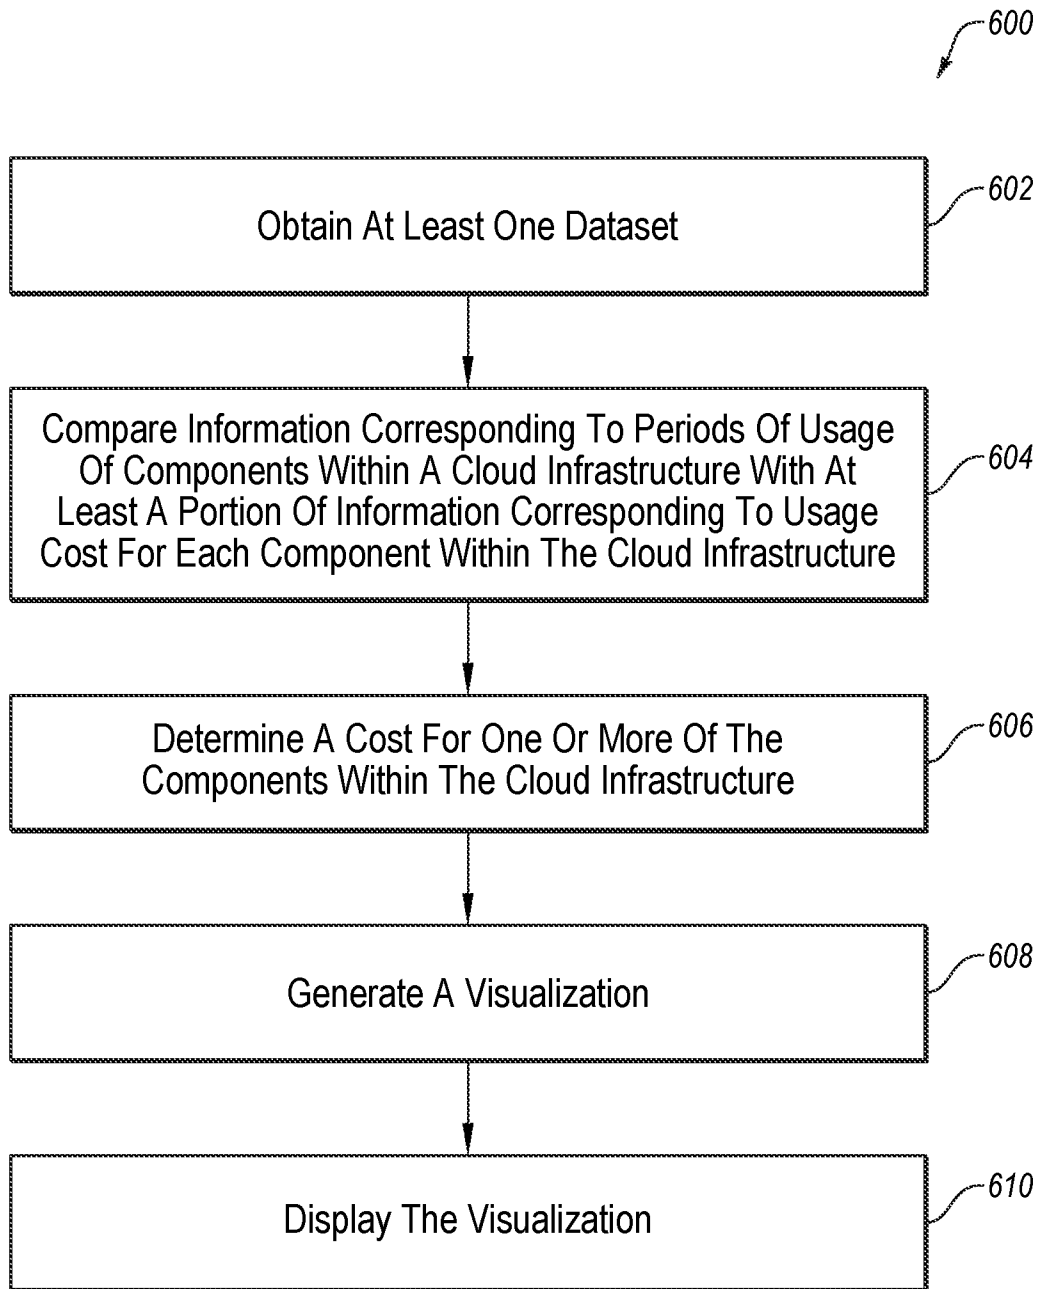 600
Obtain At Least One Dataset
602
Compare Information Corresponding To Periods Of Usage
Of Components Within A Cloud Infrastructure With At
Least A Portion Of Information Corresponding To Usage
Cost For Each Component Within The Cloud Infrastructure
604
Determine A Cost For One Or More Of The
Components Within The Cloud Infrastructure
606
Generate A Visualization
608
Display The Visualization
610